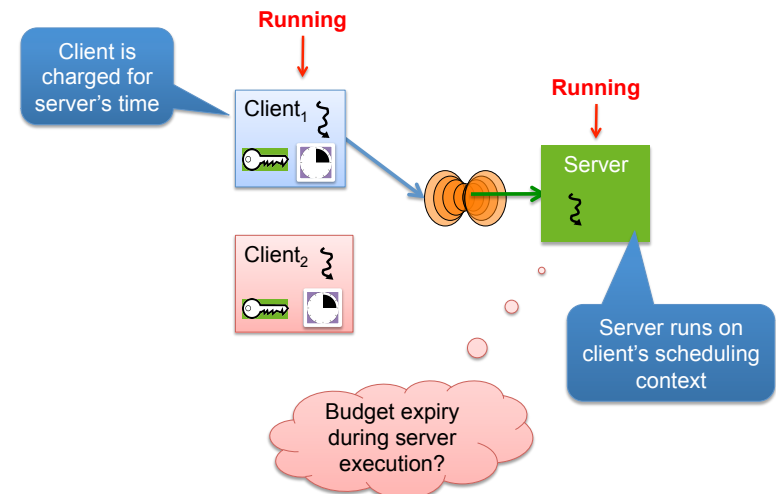 Running
Client is
charged for
server's time
Client₁
Running
Server
Client₂
Server runs on
client's scheduling
context
Budget expiry
during server
execution?